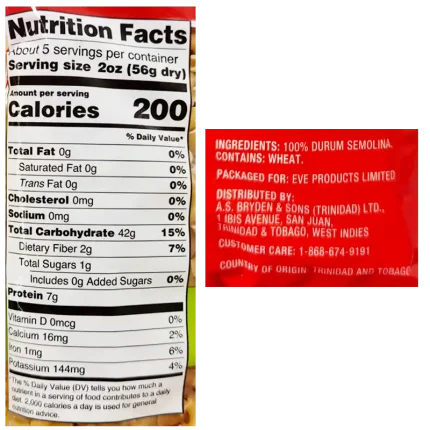 Nutrition Facts
About 5 servings per container
Serving size 2oz (56g dry)
Amount per serving
Calories 200
% Daily Value*
Total Fat 0g 0%
Saturated Fat 0g 0%
Trans Fat 0g 0%
Cholesterol 0mg 0%
Sodium 0mg 0%
Total Carbohydrate 42g 15%
Dietary Fiber 2g 7%
Total Sugars 1g
Includes 0g Added Sugars 0%
Protein 7g
Vitamin D 0mcg 0%
Calcium 16mg 2%
Iron 1mg 6%
Potassium 144mg 4%
*The % Daily Value (DV) tells you how much a
nutrient in a serving of food contributes to a daily
diet. 2,000 calories a day is used for general
nutrition advice.
INGREDIENTS: 100% DURUM SEMOLINA.
CONTAINS: WHEAT.
PACKAGED FOR: EVE PRODUCTS LIMITED
DISTRIBUTED BY:
A.S. BRYDEN & SONS (TRINIDAD) LTD.,
1 IBIS AVENUE, SAN JUAN,
TRINIDAD & TOBAGO, WEST INDIES
CUSTOMER CARE: 1-868-674-9191
COUNTRY OF ORIGIN: TRINIDAD AND TOBAGO